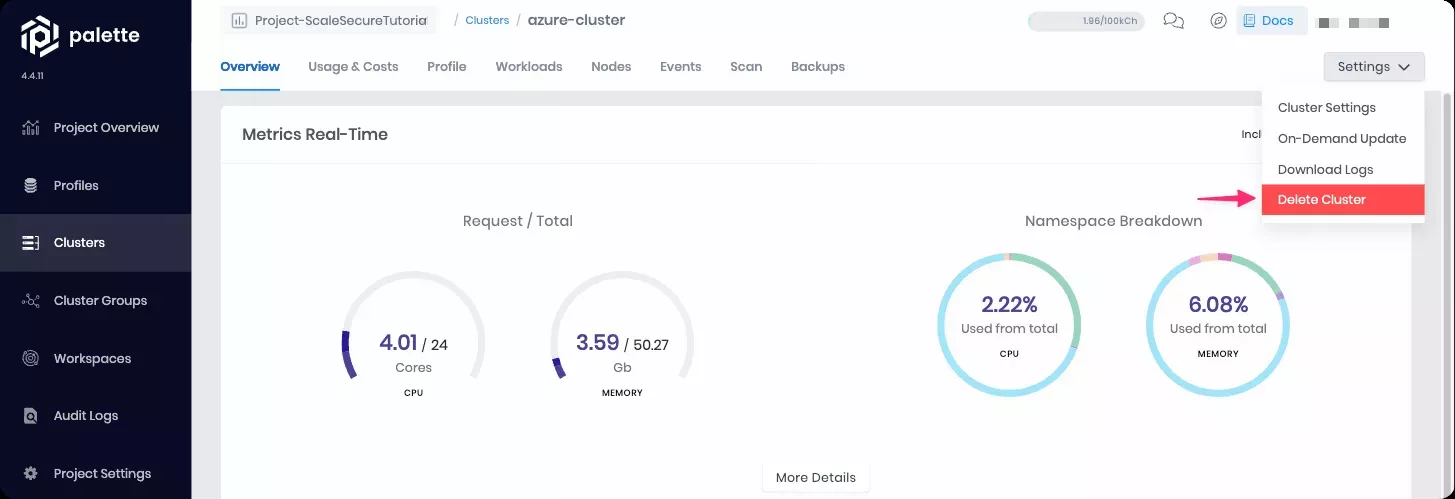 palette
4.4.11
Project Overview
Profiles
Clusters
Cluster Groups
Workspaces
Audit Logs
Project Settings
Project-ScaleSecureTutorial / Clusters / azure-cluster
1.96/100kCh
Docs
Overview Usage & Costs Profile Workloads Nodes Events Scan Backups
Settings
Cluster Settings
On-Demand Update
Download Logs
Delete Cluster
Metrics Real-Time
Request / Total
4.01 / 24
Cores
CPU
3.59 / 50.27
Gb
MEMORY
Namespace Breakdown
2.22%
Used from total
CPU
6.08%
Used from total
MEMORY
More Details